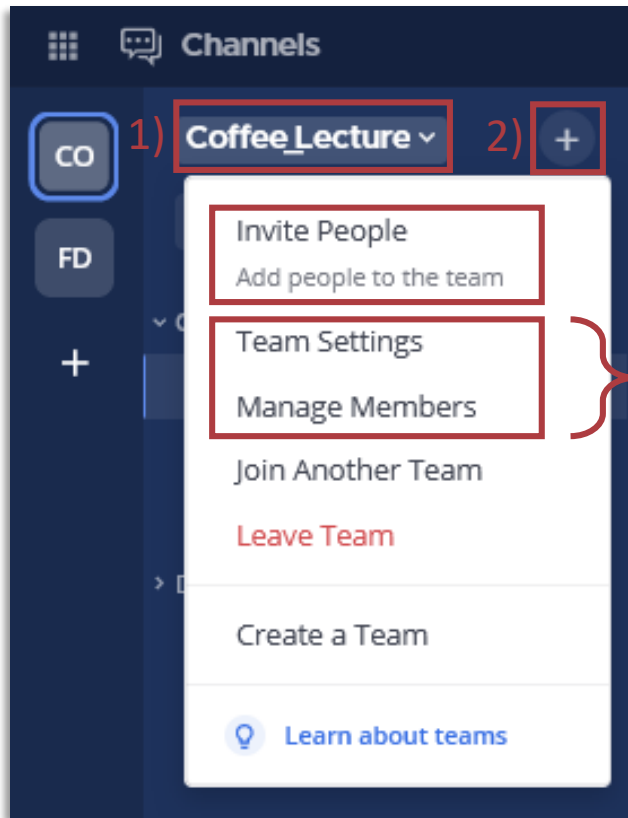 Channels
CO
1) Coffee_Lecture 2) +
Invite People
FD
Add people to the team
Team Settings
+
Manage Members
Join Another Team
Leave Team
Create a Team
Learn about teams